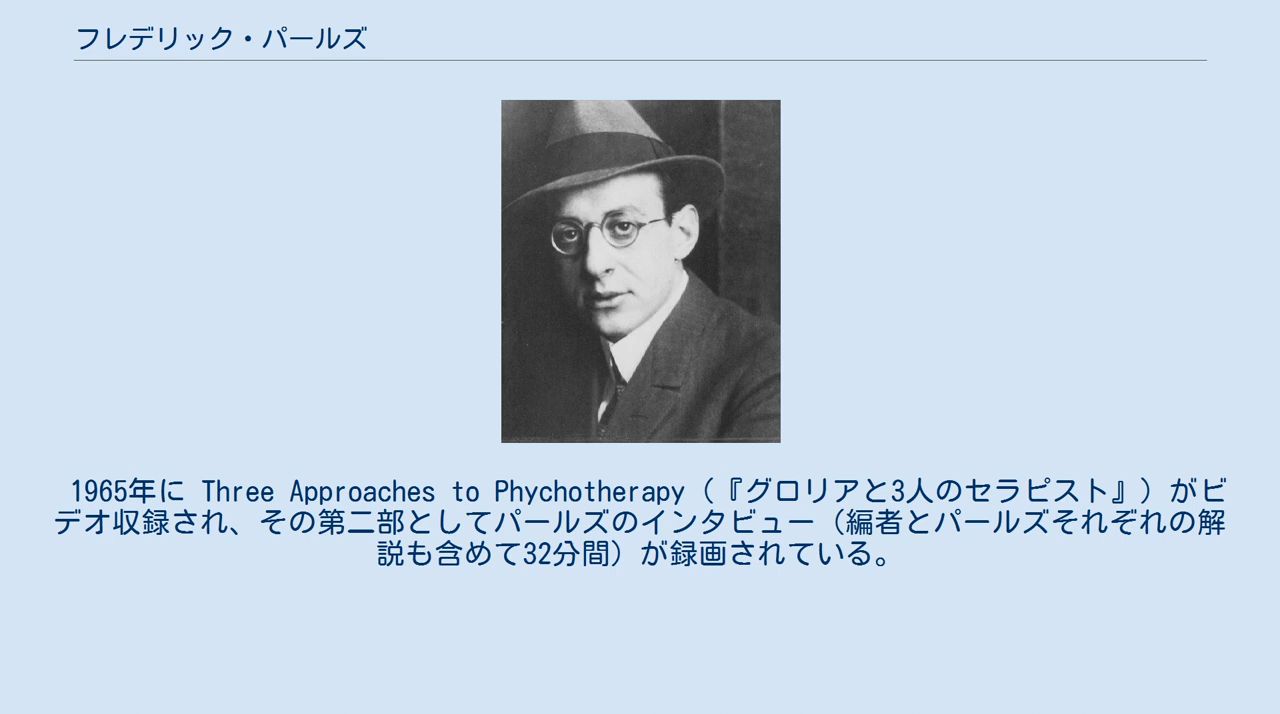 フレデリック・パールズ
1965年に Three Approaches to Phychotherapy（『グロリアと3人のセラピスト』）がビ
デオ収録され、その第二部としてパールズのインタビュー（編者とパールズそれぞれの解
説も含めて32分間）が録画されている。